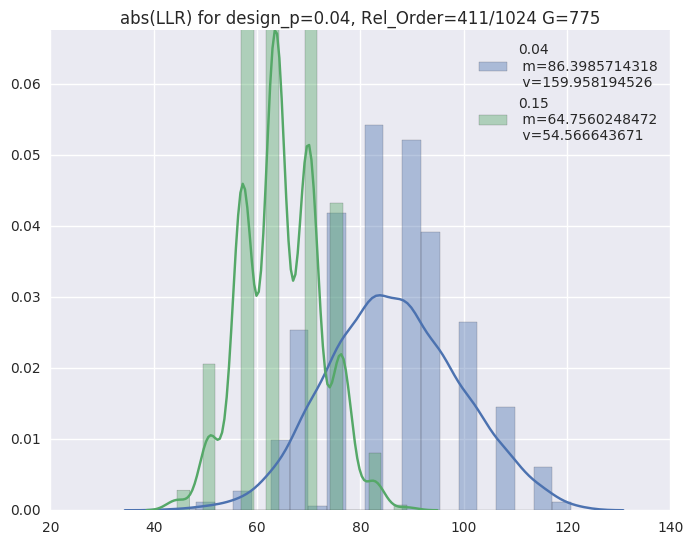 abs(LLR) for design_p=0.04, Rel_Order=411/1024 G=775
0.04
m=86.3985714318
v=159.958194526
0.15
m=64.7560248472
v=54.566643671
0.06
0.05
0.04
0.03
0.02
0.01
0.00
20 40 60 80 100 120 140